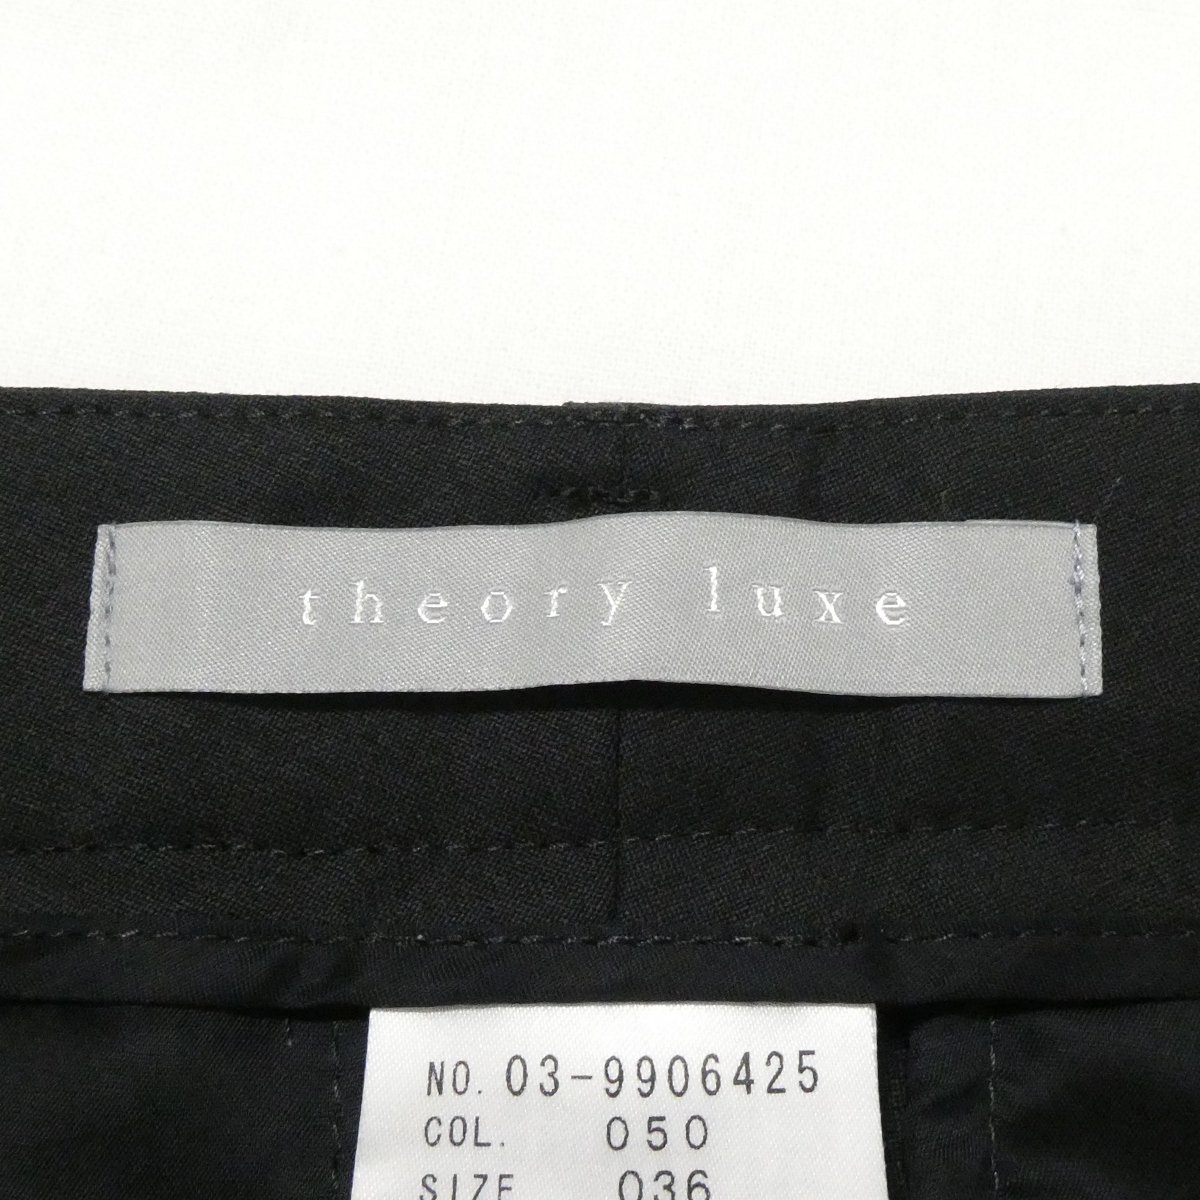 theory luxe
NO. 03-9906425
COL. 050
SIZE 036